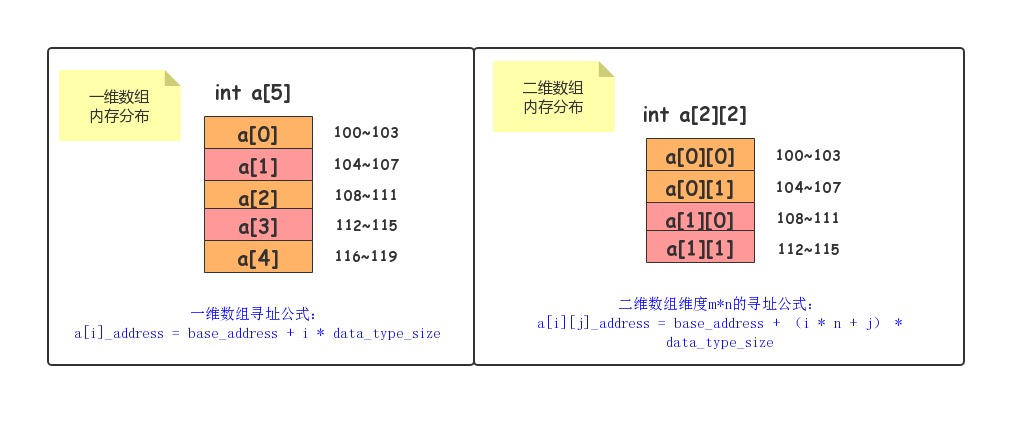 一维数组
内存分布
int a[5]
a[0] 100~103
a[1] 104~107
a[2] 108~111
a[3] 112~115
a[4] 116~119
一维数组寻址公式:
a[i]_address = base_address + i * data_type_size
二维数组
内存分布
int a[2][2]
a[0][0] 100~103
a[0][1] 104~107
a[1][0] 108~111
a[1][1] 112~115
二维数组维度m*n的寻址公式:
a[i][j]_address = base_address + （i * n + j） *
data_type_size